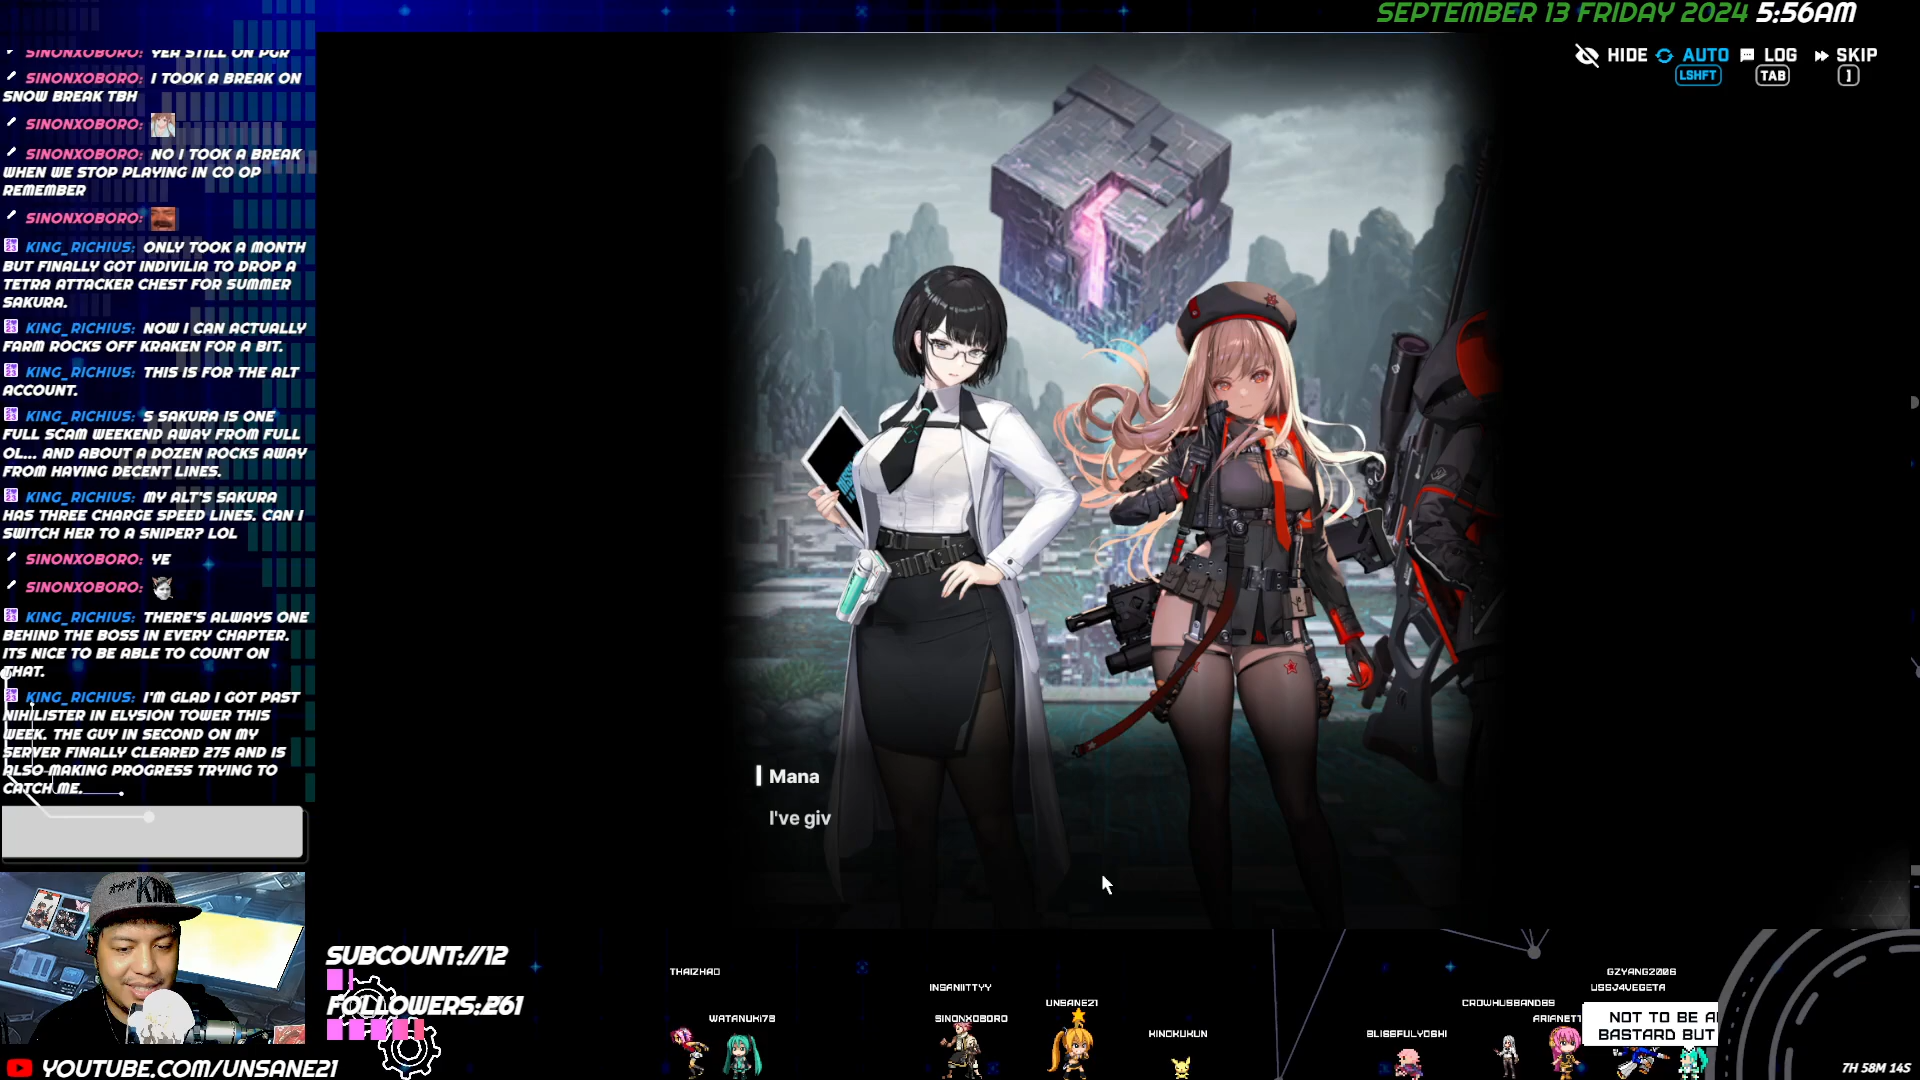 SEPTEMBER 13 FRIDAY 2024 5:56AM
HIDE AUTO LOG SKIP
LSHFT TAB ]
SINONXOBORO: YEA STILL ON PGR
SINONXOBORO: I TOOK A BREAK ON
SNOW BREAK TBH
SINONXOBORO:
SINONXOBORO: NO I TOOK A BREAK
WHEN WE STOP PLAYING IN CO OP
REMEMBER
SINONXOBORO:
KING_RICHIUS: ONLY TOOK A MONTH
BUT FINALLY GOT INDIVILIA TO DROP A
TETRA ATTACKER CHEST FOR SUMMER
SAKURA.
KING_RICHIUS: NOW I CAN ACTUALLY
FARM ROCKS OFF KRAKEN FOR A BIT.
KING_RICHIUS: THIS IS FOR THE ALT
ACCOUNT.
KING_RICHIUS: S SAKURA IS ONE
FULL SCAM WEEKEND AWAY FROM FULL
OL... AND ABOUT A DOZEN ROCKS AWAY
FROM HAVING DECENT LINES.
KING_RICHIUS: MY ALT'S SAKURA
HAS THREE CHARGE SPEED LINES. CAN I
SWITCH HER TO A SNIPER? LOL
SINONXOBORO: YE
SINONXOBORO:
KING_RICHIUS: THERE'S ALWAYS ONE
BEHIND THE BOSS IN EVERY CHAPTER.
ITS NICE TO BE ABLE TO COUNT ON
THAT.
KING_RICHIUS: I'M GLAD I GOT PAST
NIHILISTER IN ELYSION TOWER THIS
WEEK. THE GUY IN SECOND ON MY
SERVER FINALLY CLEARED 275 AND IS
ALSO MAKING PROGRESS TRYING TO
CATCH ME.
Mana
I've giv
SUBCOUNT://12
FOLLOWERS:261
YOUTUBE.COM/UNSANE21
THAIZHAO
WATANUKI78
INSANIITTYY
SINONXOBORO
UNSANE21
KINOKUKUN
BLISSFULYOSHI
CROWHUSBAND69
ARIANET1
GZYANG2006
USSJ4VEGETA
NOT TO BE A
BASTARD BUT
7H 58M 14S